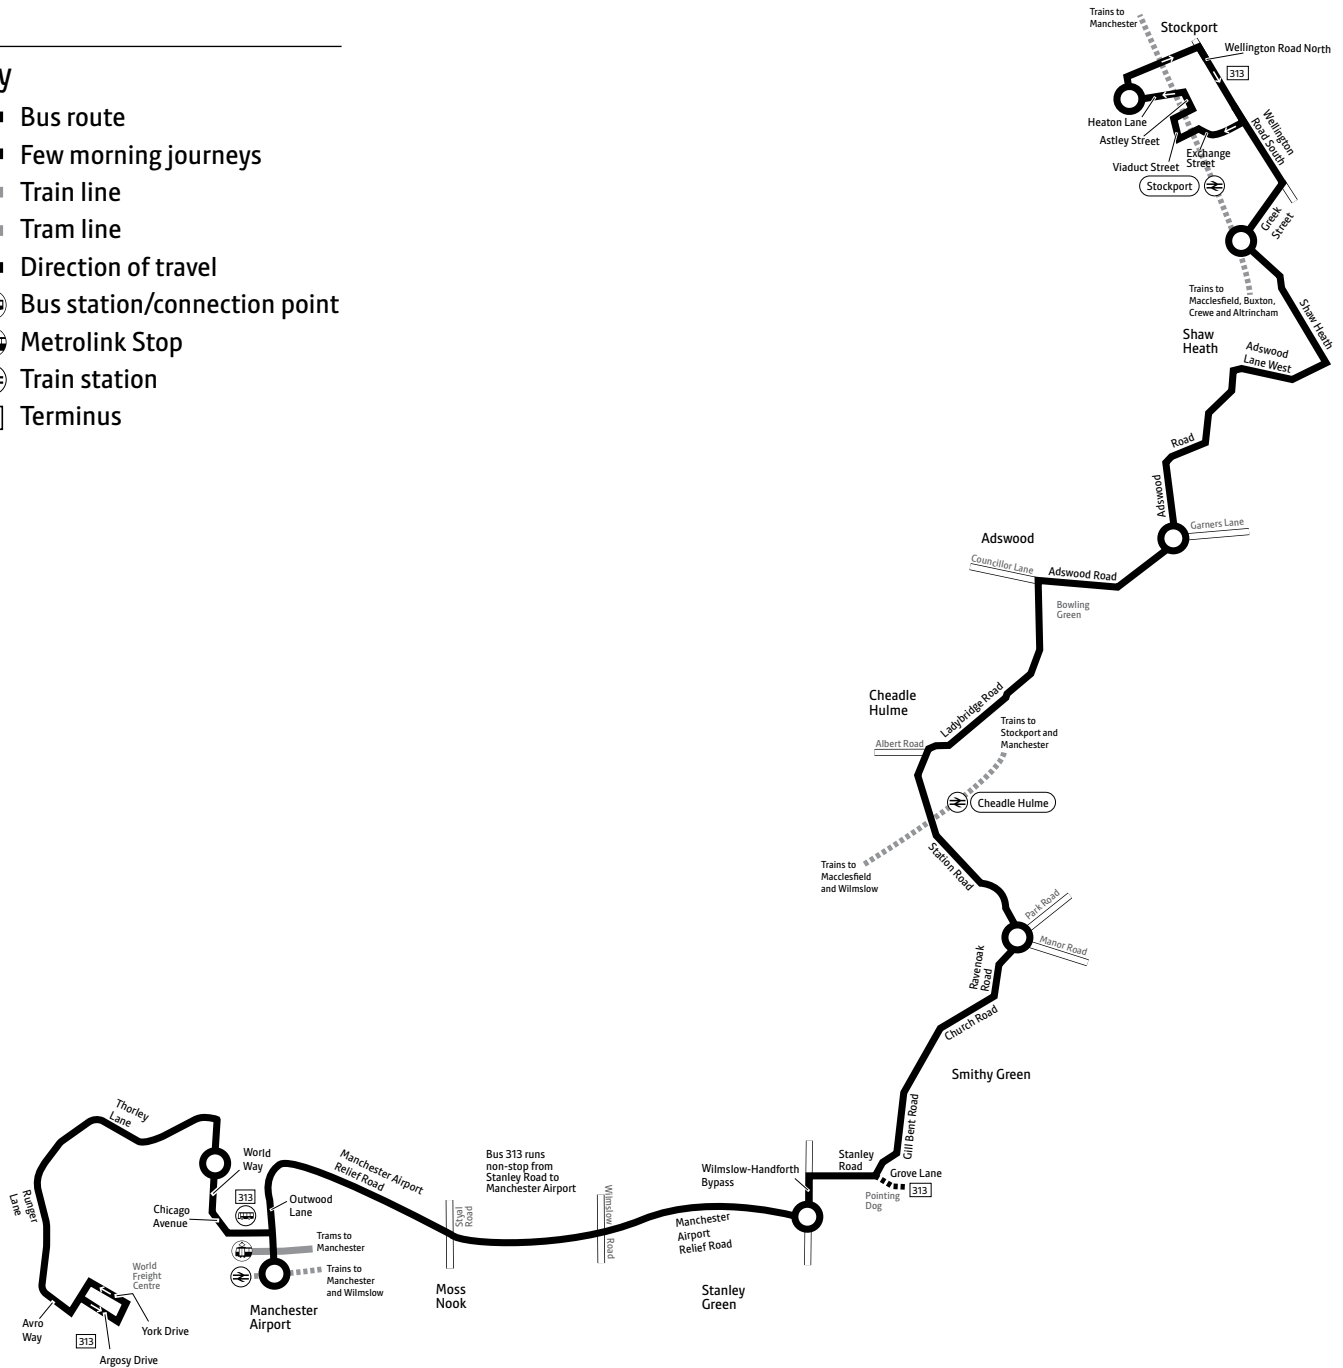 y
Bus route
Few morning journeys
Train line
Tram line
Direction of travel
Bus station/connection point
Metrolink Stop
Train station
Terminus
Trains to
Manchester
Stockport
Wellington Road North
313
Heaton Lane
Astley Street
Viaduct Street
Exchange
Street
Wellington
Road South
Stockport
Greek
Street
Trains to
Macclesfield, Buxton,
Crewe and Altrincham
Shaw Heath
Shaw
Heath
Adswood
Lane West
Road
Adswood
Garners Lane
Adswood
Councillor Lane
Adswood Road
Bowling
Green
Cheadle
Hulme
Ladybridge Road
Albert Road
Trains to
Stockport and
Manchester
Cheadle Hulme
Trains to
Macclesfield
and Wilmslow
Station Road
Park Road
Manor Road
Ravenoak
Road
Church Road
Smithy Green
Gill Bent Road
Stanley
Road
Grove Lane
313
Pointing
Dog
Wilmslow-Handforth
Bypass
Manchester
Airport
Relief Road
Stanley
Green
Bus 313 runs
non-stop from
Stanley Road to
Manchester Airport
Wilmslow Road
Styal
Road
Moss
Nook
Manchester Airport
Relief Road
Outwood
Lane
World
Way
313
Chicago
Avenue
Trams to
Manchester
Trains to
Manchester
and Wilmslow
Manchester
Airport
Thorley
Lane
Runger
Lane
World
Freight
Centre
Avro
Way
313
York Drive
Argosy Drive